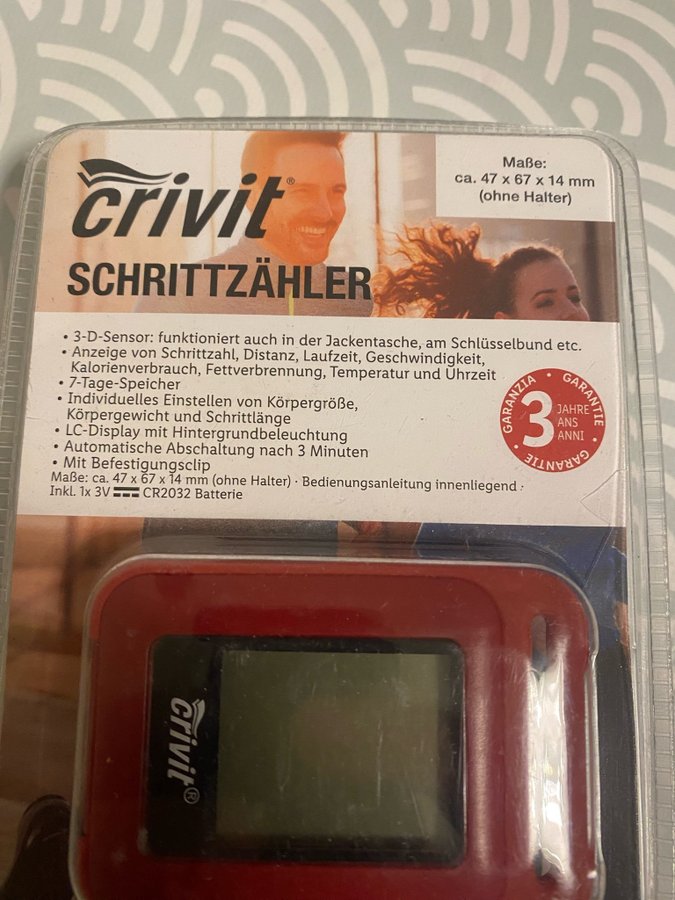 crivit®
SCHRITTZÄHLER
Maße:
ca. 47 x 67 x 14 mm
(ohne Halter)
• 3-D-Sensor: funktioniert auch in der Jackentasche, am Schlüsselbund etc.
• Anzeige von Schrittzahl, Distanz, Laufzeit, Geschwindigkeit,
Kalorienverbrauch, Fettverbrennung, Temperatur und Uhrzeit
• 7-Tage-Speicher
• Individuelles Einstellen von Körpergröße,
Körpergewicht und Schrittlänge
• LC-Display mit Hintergrundbeleuchtung
• Automatische Abschaltung nach 3 Minuten
• Mit Befestigungsclip
Maße: ca. 47 x 67 x 14 mm (ohne Halter) · Bedienungsanleitung innenliegend ·
Inkl. 1x 3V ⎓ CR2032 Batterie
GARANZIA • GARANTIE • GARANTIE •
3
JAHRE
ANS
ANNI
crivit®